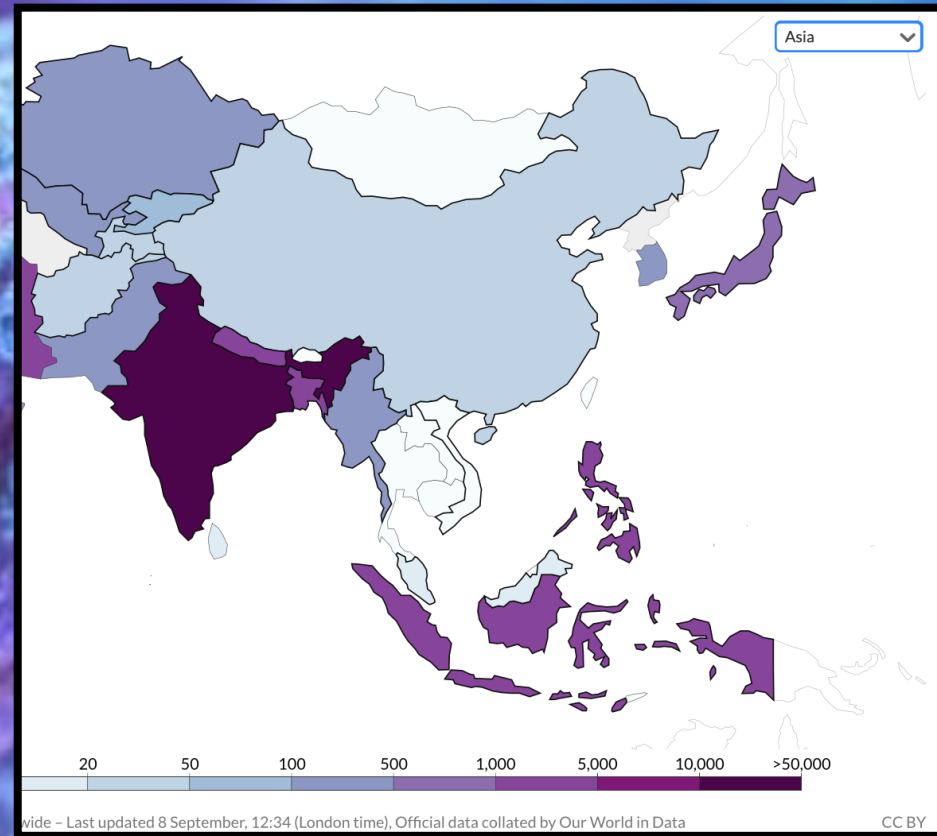 Asia
20 50 100 500 1,000 5,000 10,000 >50,000
wide – Last updated 8 September, 12:34 (London time), Official data collated by Our World in Data
CC BY